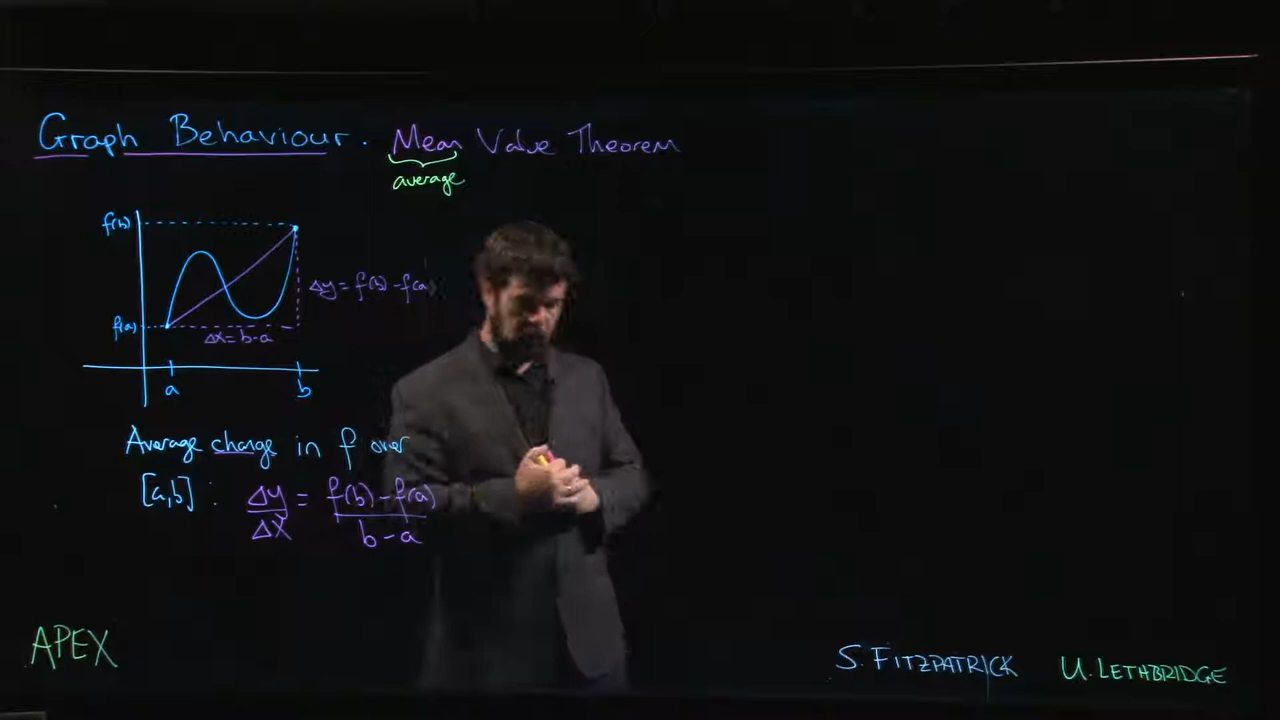 Graph Behaviour. Mean Value Theorem
average
f(b)
Δy = f(b) - f(a)
f(a)
Δx = b-a
a
b
Average change in f over
[a,b] : Δy/Δx = f(b) - f(a)/b - a
APEX
S. FITZPATRICK
U. LETHBRIDGE